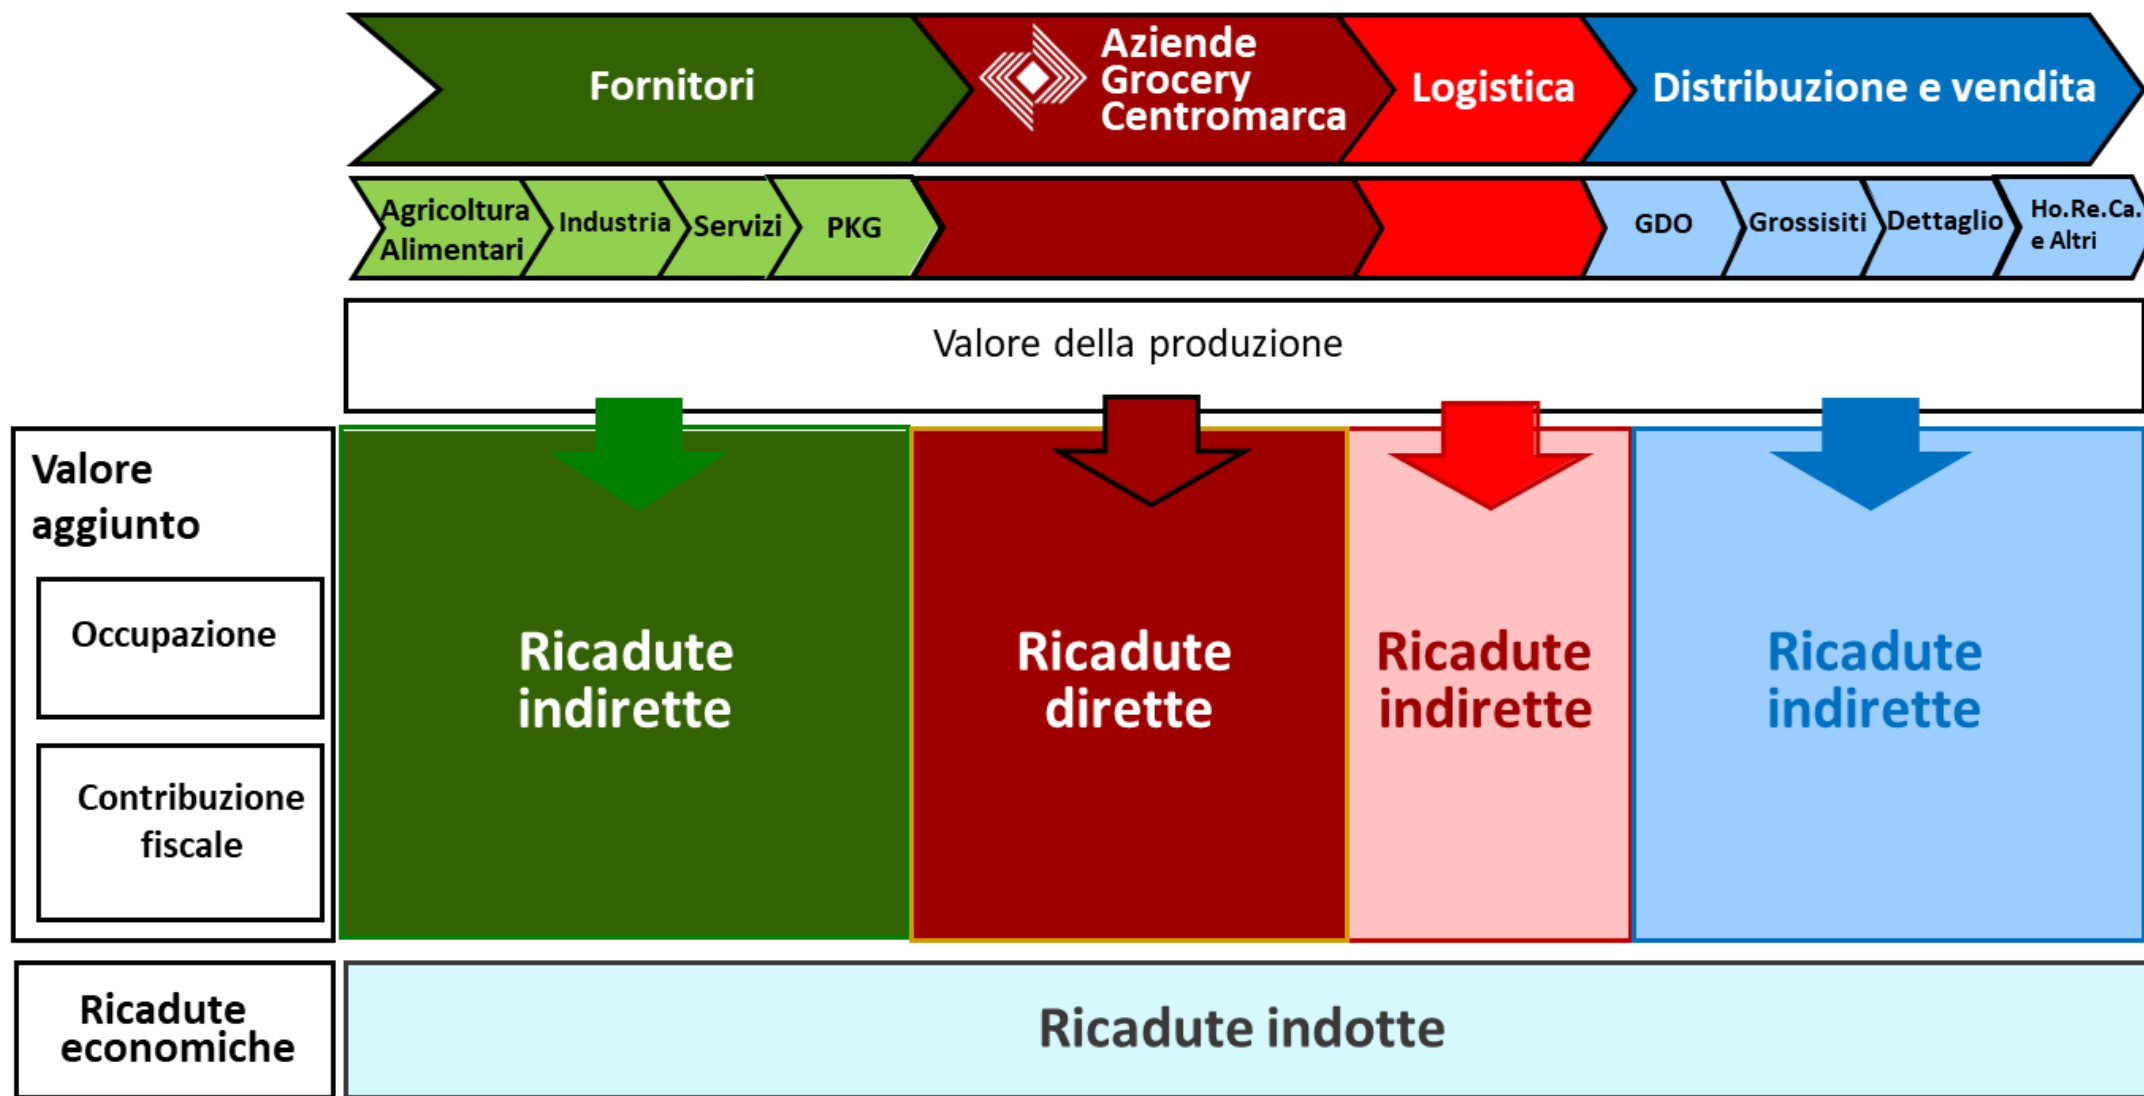 Fornitori
Aziende
Grocery
Centromarca
Logistica
Distribuzione e vendita
Agricoltura
Alimentari
Industria
Servizi
PKG
GDO
Grossisiti
Dettaglio
Ho.Re.Ca.
e Altri
Valore della produzione
Valore
aggiunto
Occupazione
Contribuzione
fiscale
Ricadute
indirette
Ricadute
dirette
Ricadute
indirette
Ricadute
indirette
Ricadute
economiche
Ricadute indotte